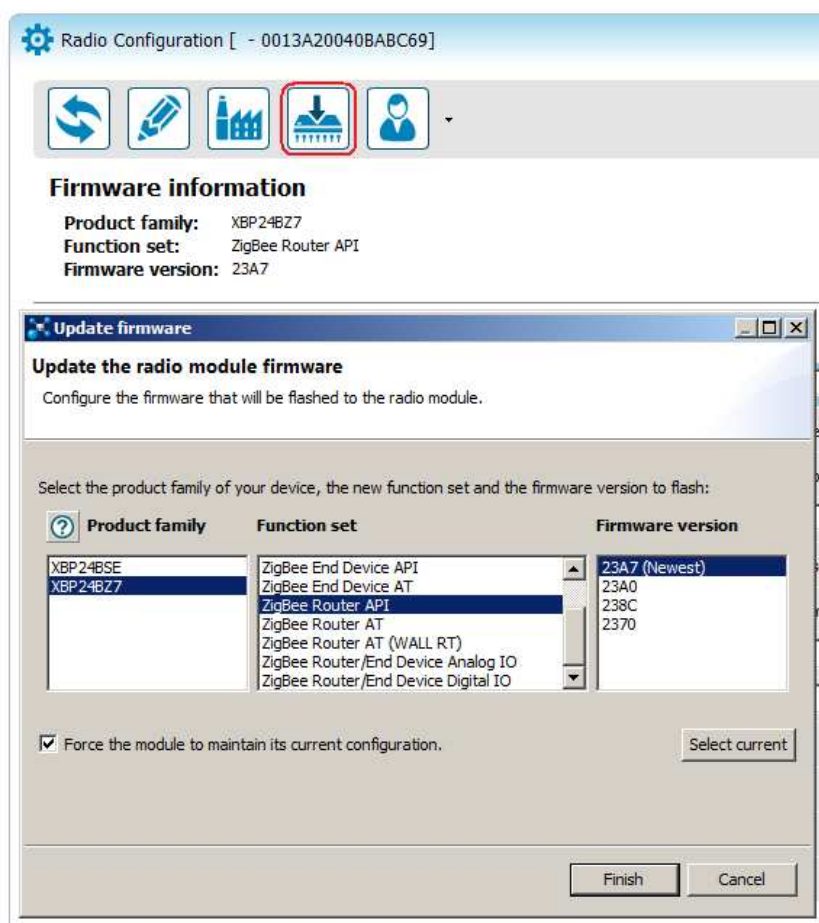 Radio Configuration [ - 0013A20040BABC69]
Firmware information
Product family: XBP24BZ7
Function set: ZigBee Router API
Firmware version: 23A7
Update firmware
Update the radio module firmware
Configure the firmware that will be flashed to the radio module.
Select the product family of your device, the new function set and the firmware version to flash:
Product family Function set Firmware version
XBP24BSE ZigBee End Device API 23A7 (Newest)
XBP24BZ7 ZigBee End Device AT 23A0
ZigBee Router API 238C
ZigBee Router AT 2370
ZigBee Router AT (WALL RT)
ZigBee Router/End Device Analog IO
ZigBee Router/End Device Digital IO
Force the module to maintain its current configuration. Select current
Finish Cancel